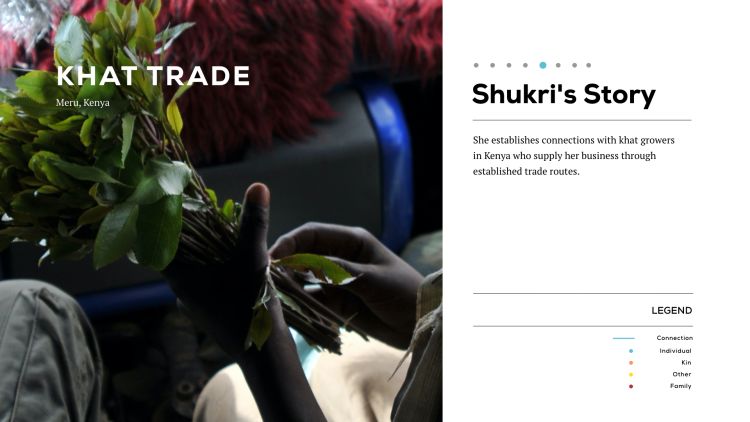 KHAT TRADE
Meru, Kenya
Shukri's Story
She establishes connections with khat growers
in Kenya who supply her business through
established trade routes.
LEGEND
Connection
Individual
Kin
Other
Family